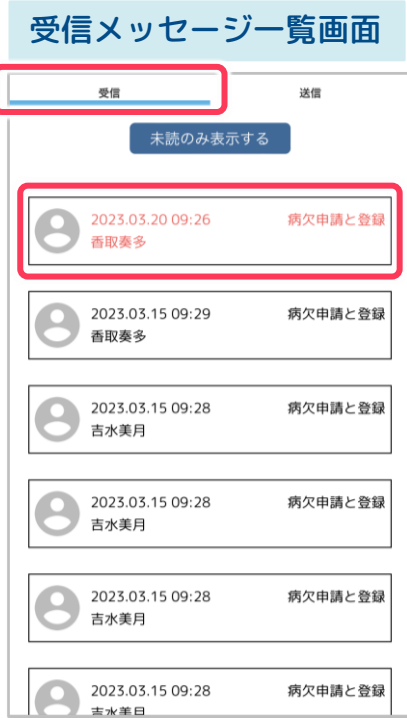 受信メッセージ一覧画面
受信 送信
未読のみ表示する
2023.03.20 09:26 病欠申請と登録
香取奏多
2023.03.15 09:29 病欠申請と登録
香取奏多
2023.03.15 09:28 病欠申請と登録
吉水美月
2023.03.15 09:28 病欠申請と登録
吉水美月
2023.03.15 09:28 病欠申請と登録
吉水美月
2023.03.15 09:28 病欠申請と登録
吉水美月